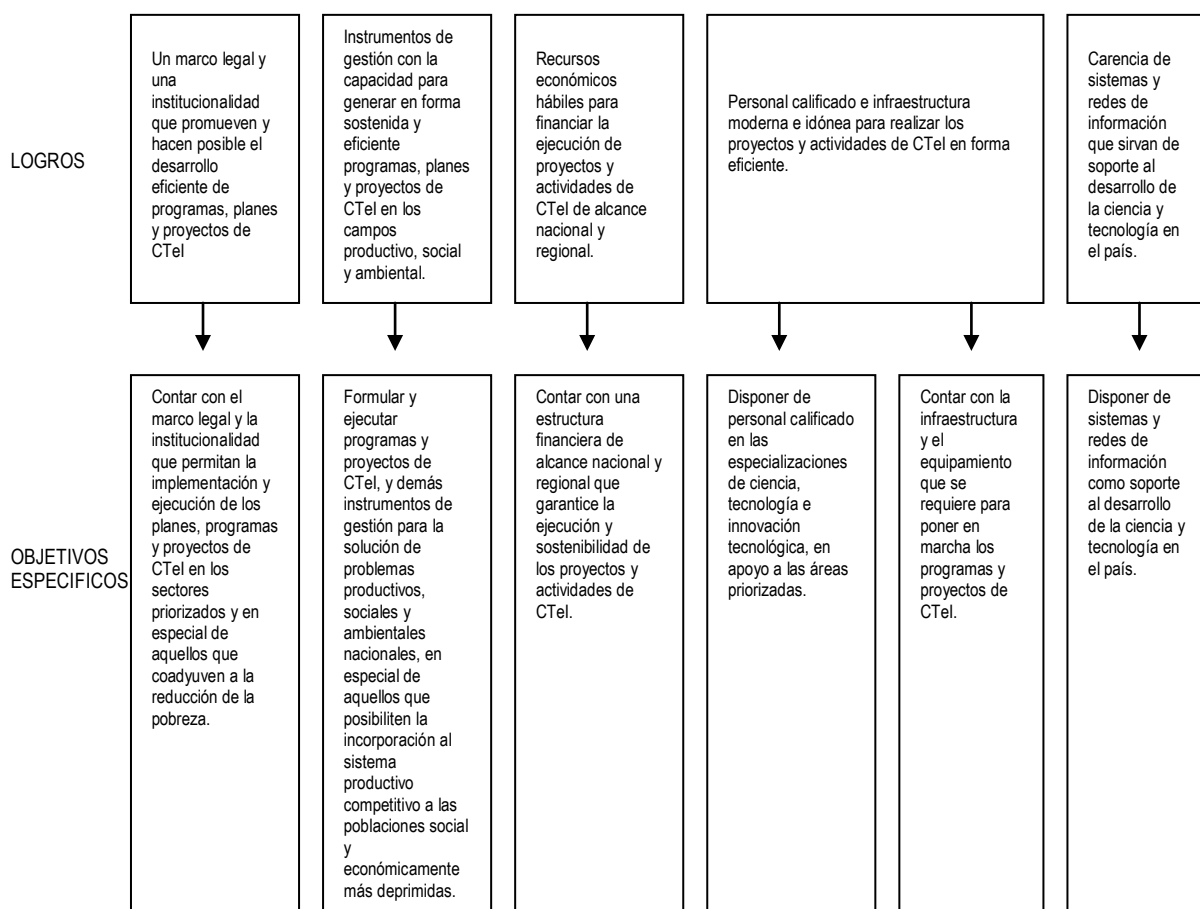 LOGROS
Un marco legal y
una
institucionalidad
que promueven y
hacen posible el
desarrollo
eficiente de
programas, planes
y proyectos de
CTeI
Instrumentos de
gestión con la
capacidad para
generar en forma
sostenida y
eficiente
programas, planes
y proyectos de
CTeI en los
campos
productivo, social
y ambiental.
Recursos
económicos
hábiles para
financiar la
ejecución de
proyectos y
actividades de
CTeI de alcance
nacional y
regional.
Personal calificado e infraestructura
moderna e idónea para realizar los
proyectos y actividades de CTeI en forma
eficiente.
Carencia de
sistemas y
redes de
información
que sirvan de
soporte al
desarrollo de
la ciencia y
tecnología en
el país.
OBJETIVOS
ESPECIFICOS
Contar con el
marco legal y la
institucionalidad
que permitan la
implementación y
ejecución de los
planes, programas
y proyectos de
CTeI en los
sectores
priorizados y en
especial de
aquellos que
coadyuven a la
reducción de la
pobreza.
Formular y
ejecutar
programas y
proyectos de
CTeI, y demás
instrumentos de
gestión para la
solución de
problemas
productivos,
sociales y
ambientales
nacionales, en
especial de
aquellos que
posibiliten la
incorporación al
sistema
productivo
competitivo a las
poblaciones social
y
económicamente
más deprimidas.
Contar con una
estructura
financiera de
alcance nacional y
regional que
garantice la
ejecución y
sostenibilidad de
los proyectos y
actividades de
CTeI.
Disponer de
personal calificado
en las
especializaciones
de ciencia,
tecnología e
innovación
tecnológica, en
apoyo a las áreas
priorizadas.
Contar con la
infraestructura
y el
equipamiento
que se
requiere para
poner en
marcha los
programas y
proyectos de
CTeI.
Disponer de
sistemas y
redes de
información
como soporte
al desarrollo
de la ciencia y
tecnología en
el país.